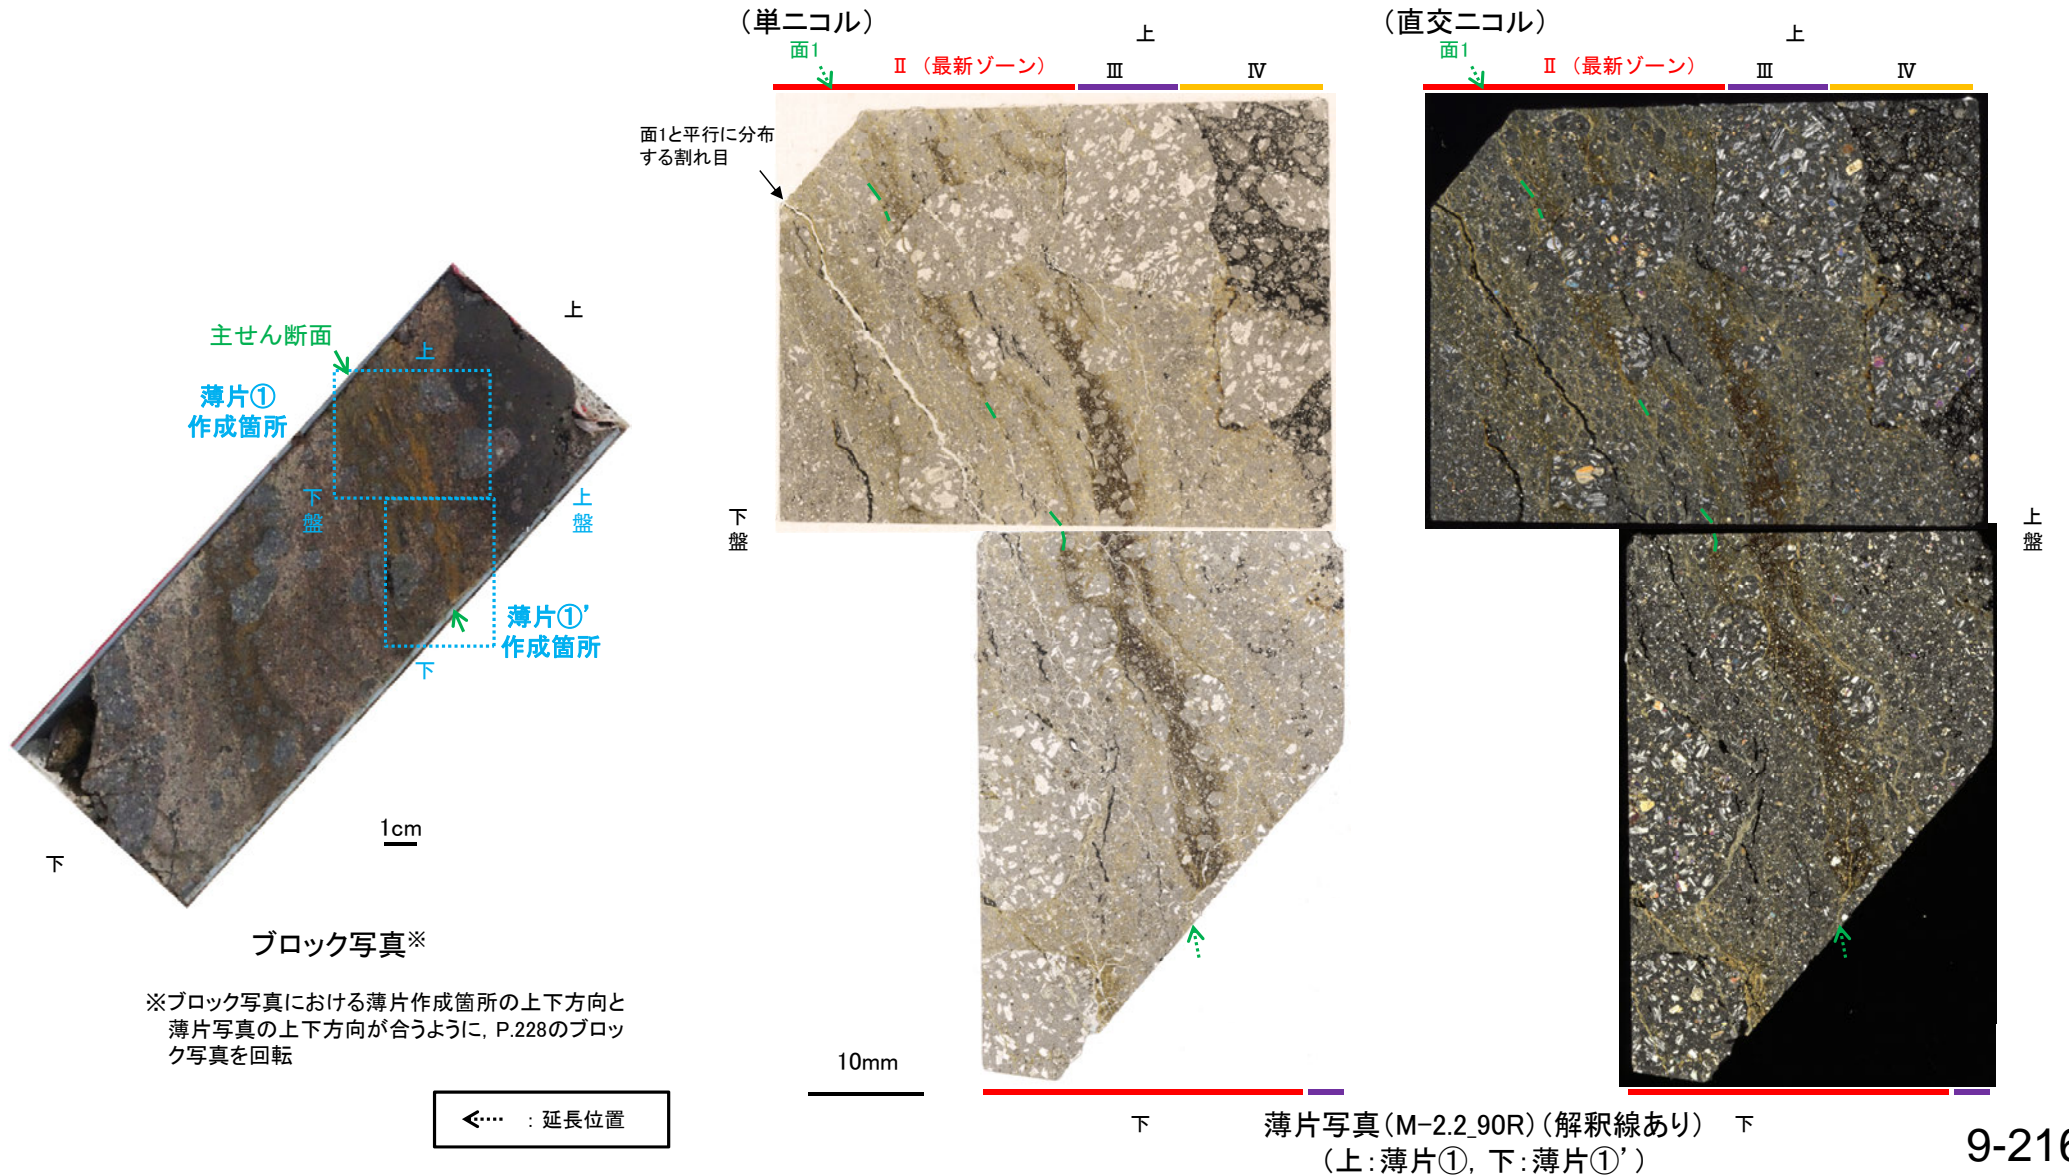 (単ニコル)
上
面1
Ⅱ (最新ゾーン)
Ⅲ
Ⅳ
(直交ニコル)
上
面1
Ⅱ (最新ゾーン)
Ⅲ
Ⅳ
面1と平行に分布
する割れ目
上
主せん断面
上
薄片①
作成箇所
下
盤
上
盤
薄片①’
作成箇所
下
1cm
下
下
盤
上
盤
ブロック写真※
※ブロック写真における薄片作成箇所の上下方向と
薄片写真の上下方向が合うように, P.228のブロッ
ク写真を回転
10mm
:延長位置
下
薄片写真(M-2.2_90R)(解釈線あり)
下
(上:薄片①, 下:薄片①’)
9-216